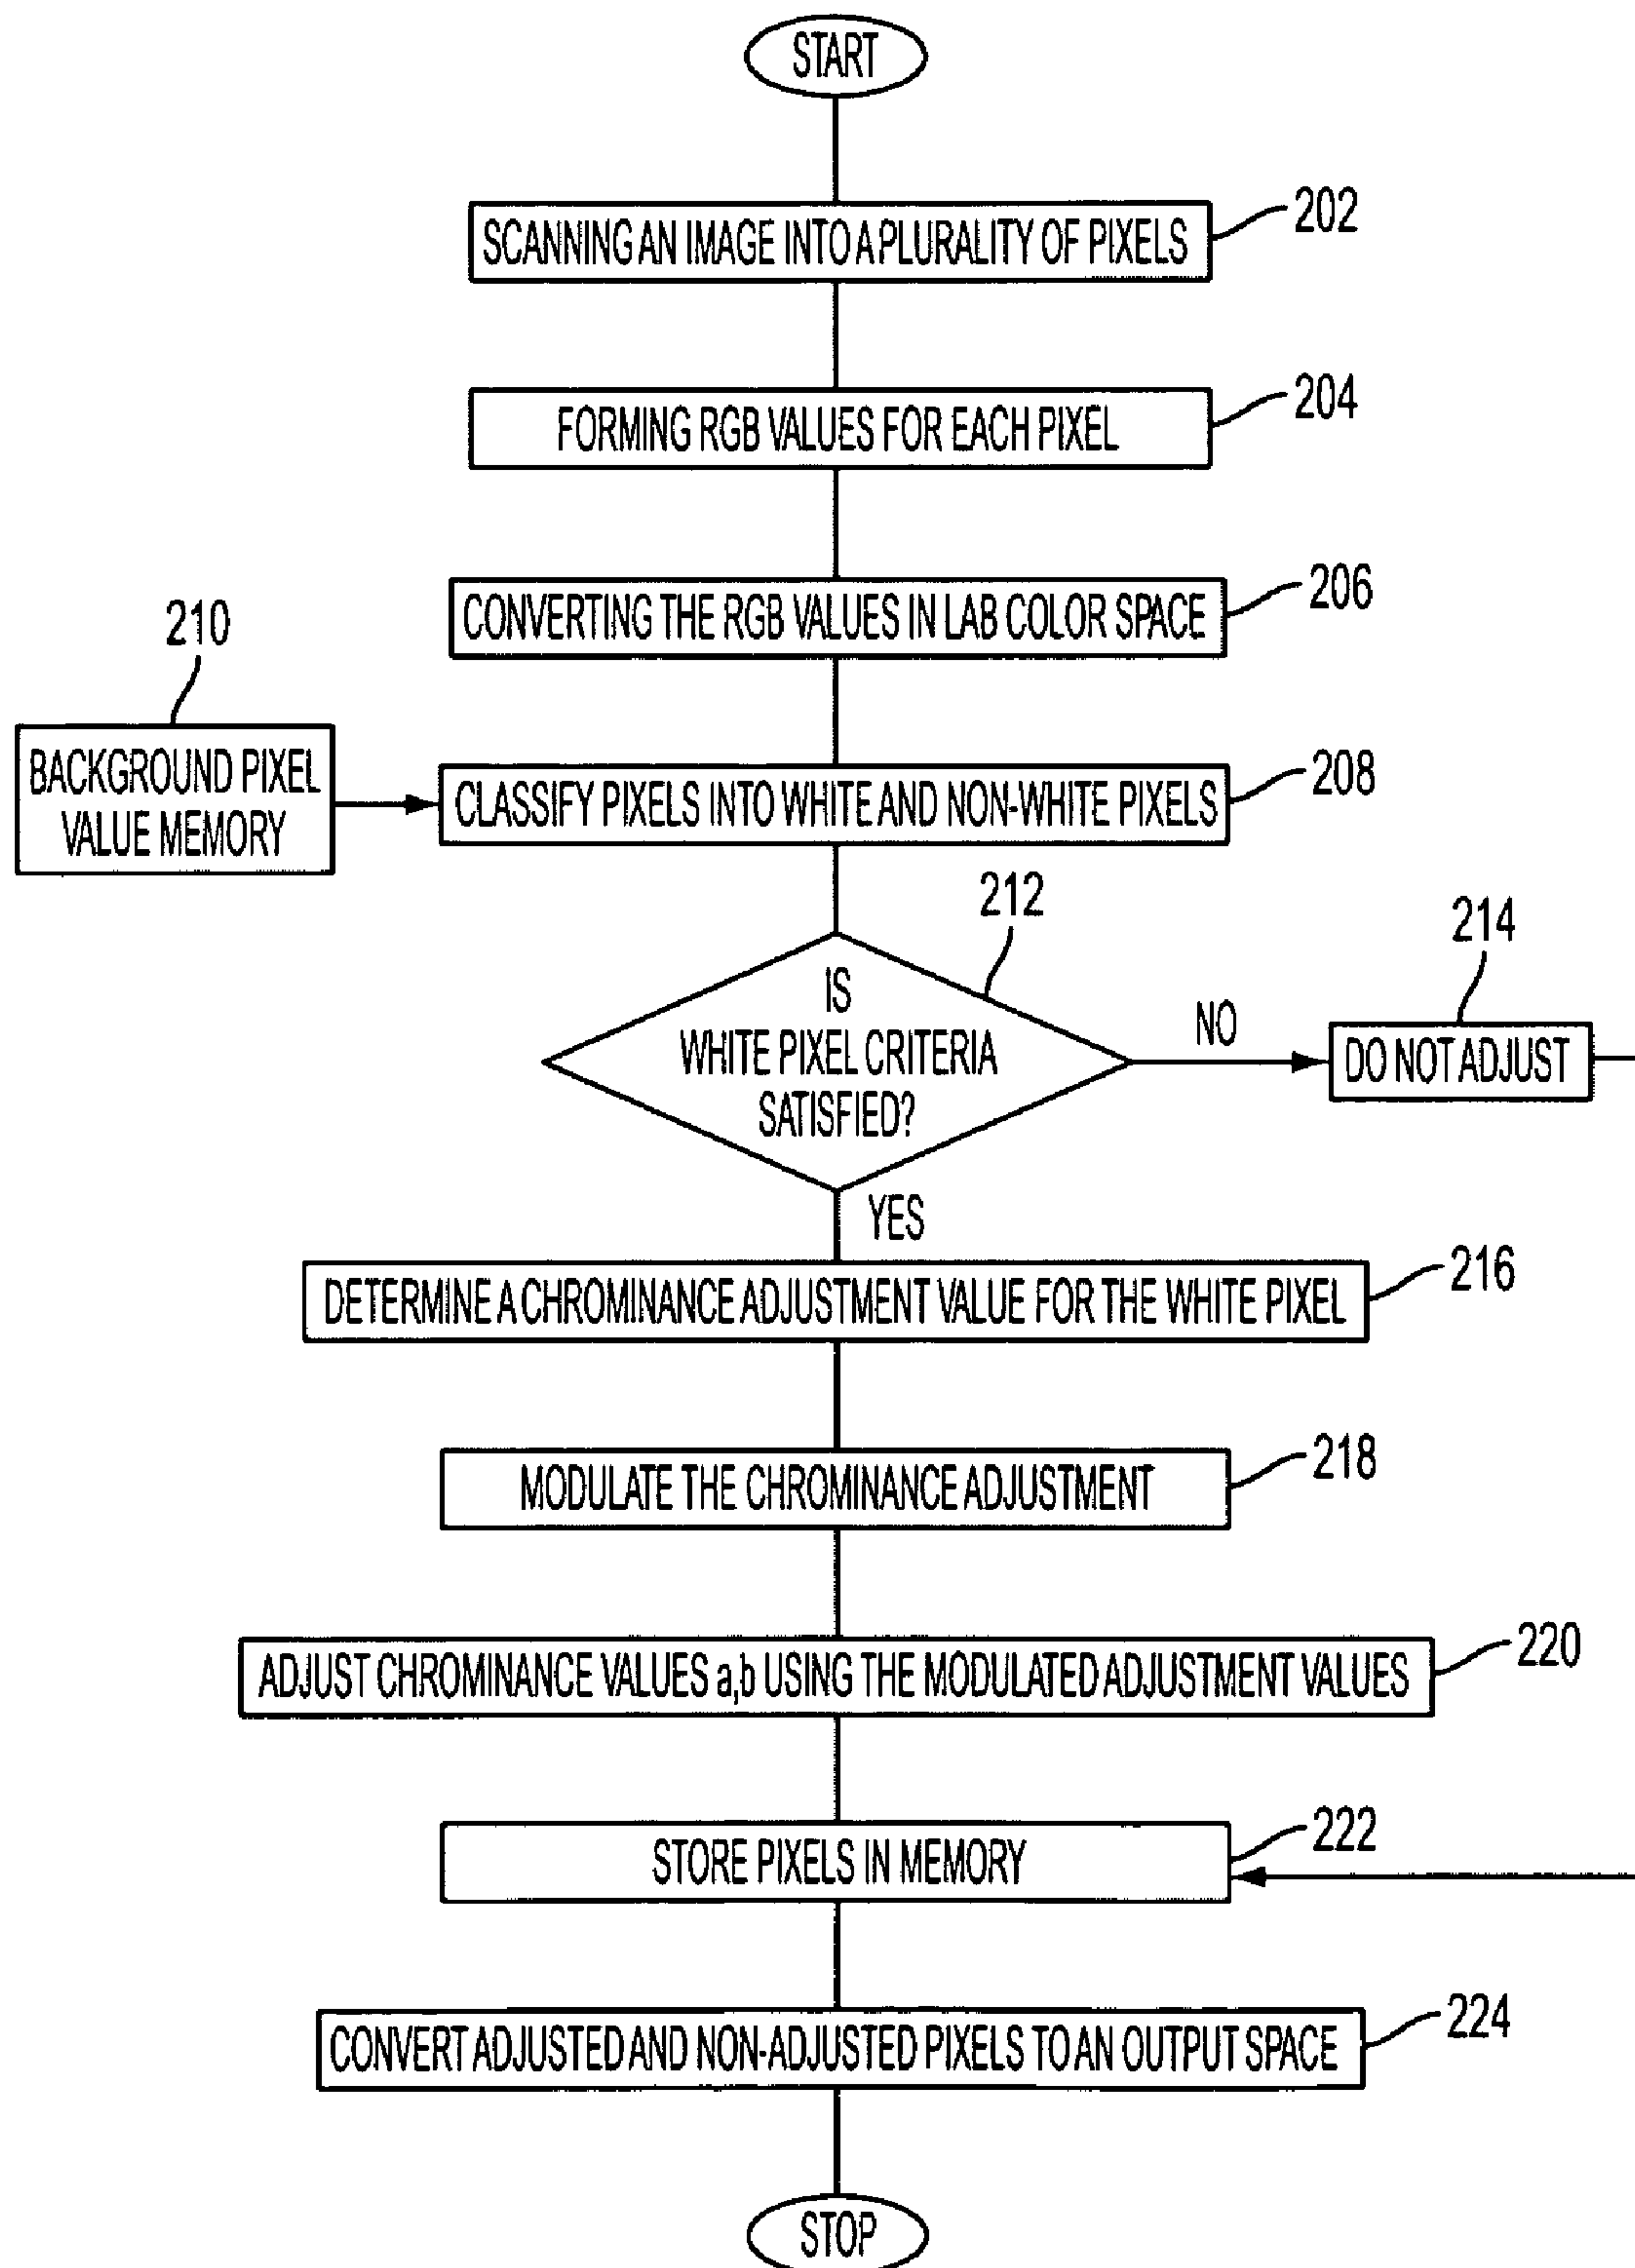 START
SCANNING AN IMAGE INTO A PLURALITY OF PIXELS
202
FORMING RGB VALUES FOR EACH PIXEL
204
CONVERTING THE RGB VALUES IN LAB COLOR SPACE
206
210
BACKGROUND PIXEL
VALUE MEMORY
CLASSIFY PIXELS INTO WHITE AND NON-WHITE PIXELS
208
212
IS
WHITE PIXEL CRITERIA
SATISFIED?
NO
214
DO NOT ADJUST
YES
DETERMINE A CHROMINANCE ADJUSTMENT VALUE FOR THE WHITE PIXEL
216
MODULATE THE CHROMINANCE ADJUSTMENT
218
ADJUST CHROMINANCE VALUES a,b USING THE MODULATED ADJUSTMENT VALUES
220
STORE PIXELS IN MEMORY
222
CONVERT ADJUSTED AND NON-ADJUSTED PIXELS TO AN OUTPUT SPACE
224
STOP